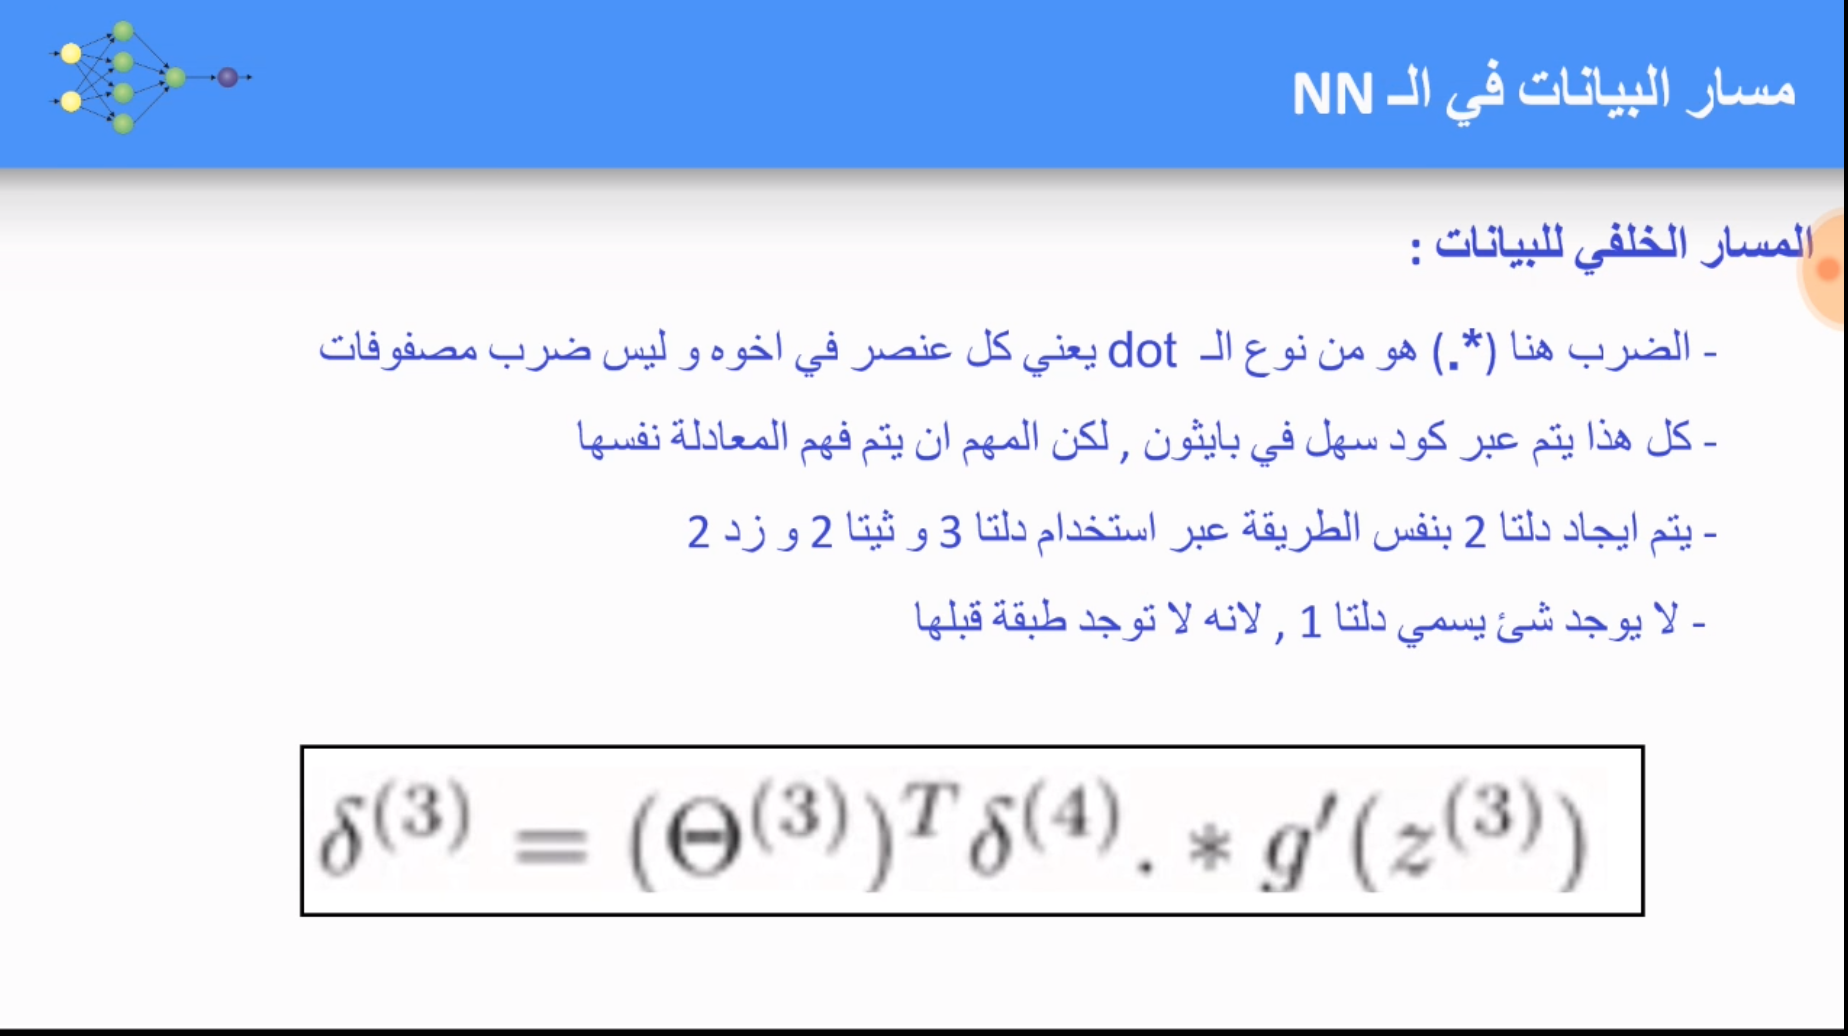 مسار البيانات في الـ NN
المسار الخلفي للبيانات :
- الضرب هنا (*.) هو من نوع الـ dot يعني كل عنصر في اخوه و ليس ضرب مصفوفات
- كل هذا يتم عبر كود سهل في بايثون , لكن المهم ان يتم فهم المعادلة نفسها
- يتم ايجاد دلتا 2 بنفس الطريقة عبر استخدام دلتا 3 و ثيتا 2 و زد 2
- لا يوجد شئ يسمي دلتا 1 , لانه لا توجد طبقة قبلها
δ^{(3)} = (Θ^{(3)})^T δ^{(4)} . * g′(z^{(3)})